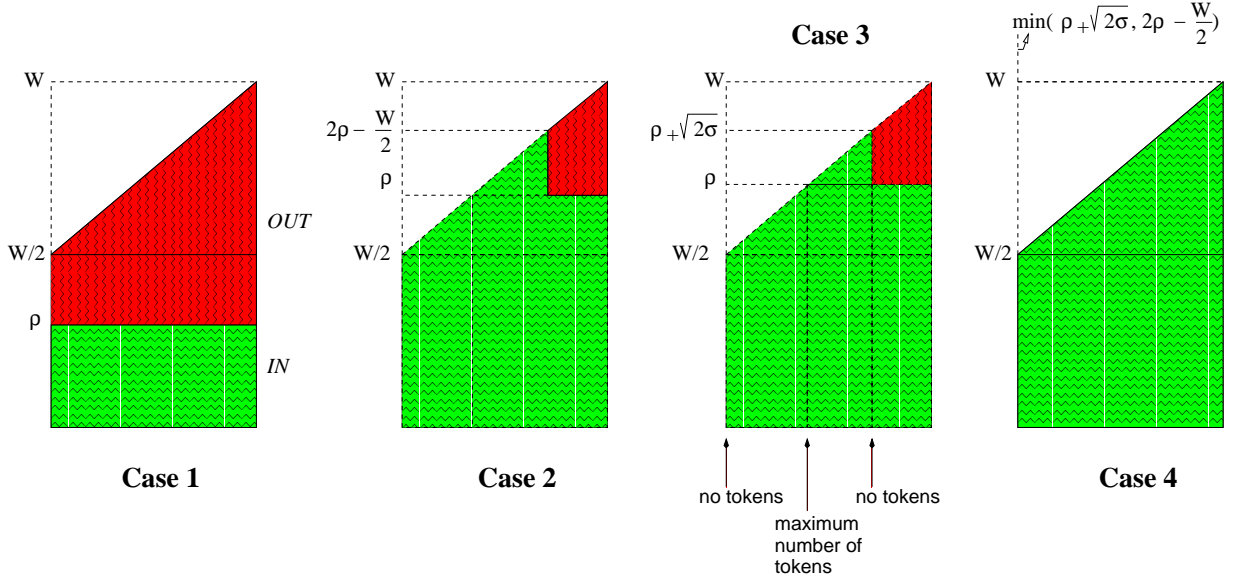 Case 1
W
W/2
ρ
OUT
IN
Case 2
W
2ρ − W/2
ρ
W/2
Case 3
W
ρ+√2σ
ρ
W/2
no tokens
maximum
number of
tokens
no tokens
min( ρ+√2σ, 2ρ − W/2)
W
W/2
Case 4